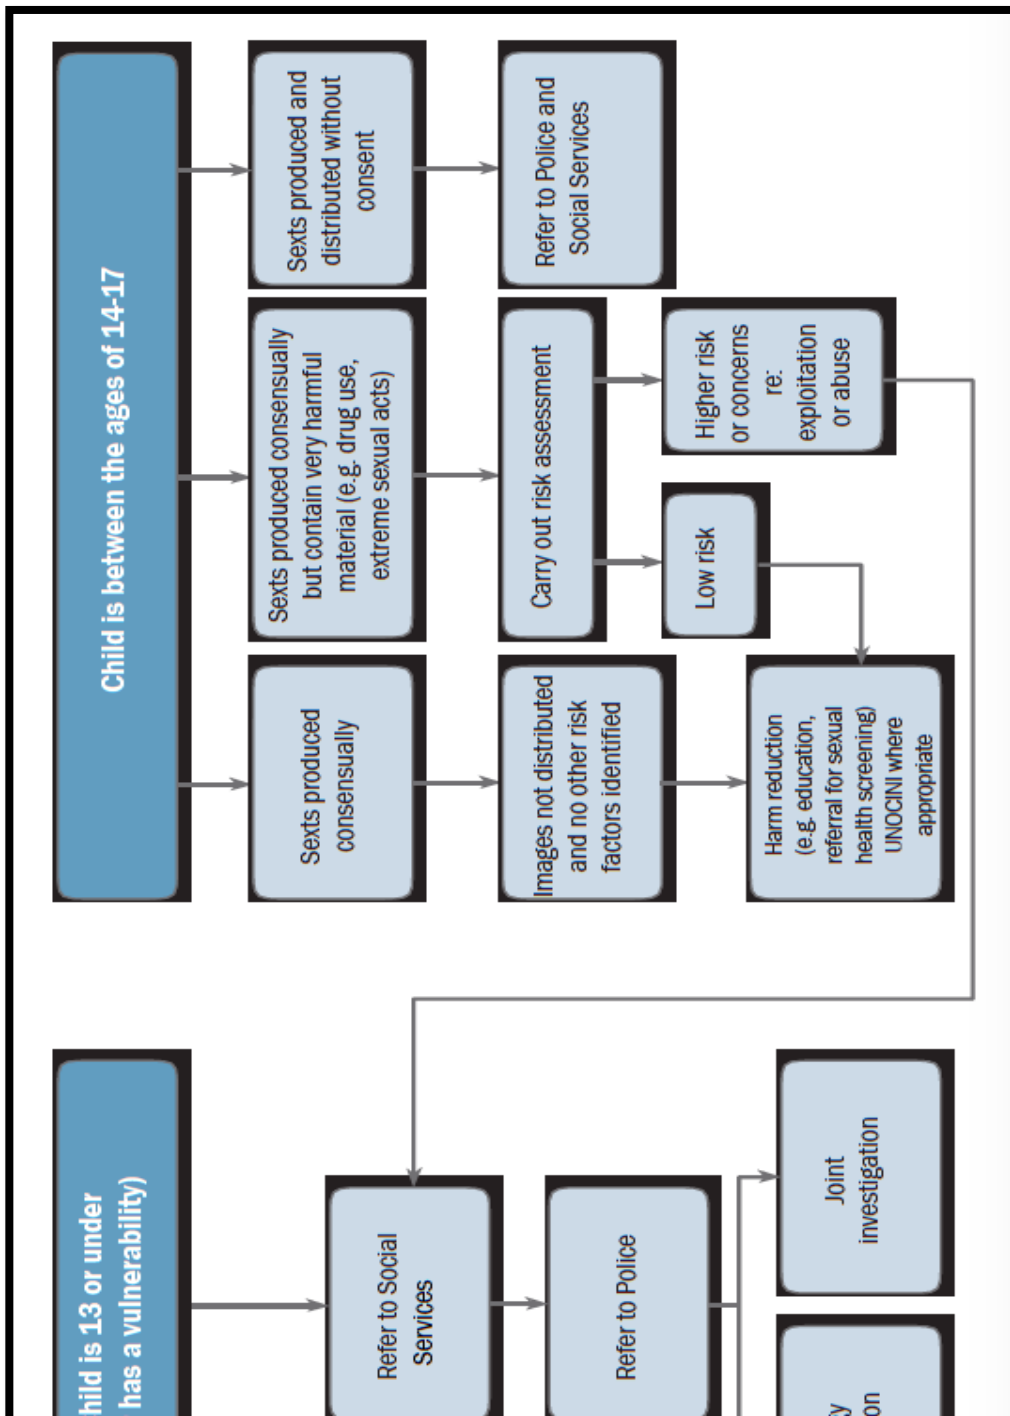 hild is 13 or under
has a vulnerability)
Refer to Social
Services
Refer to Police
Joint
investigation
Child is between the ages of 14-17
Sexts produced
consensually
Images not distributed
and no other risk
factors identified
Harm reduction
(e.g. education,
referral for sexual
health screening)
UNOCINI where
appropriate
Sexts produced consensually
but contain very harmful
material (e.g. drug use,
extreme sexual acts)
Carry out risk assessment
Low risk
Higher risk
or concerns
re:
exploitation
or abuse
Sexts produced and
distributed without
consent
Refer to Police and
Social Services